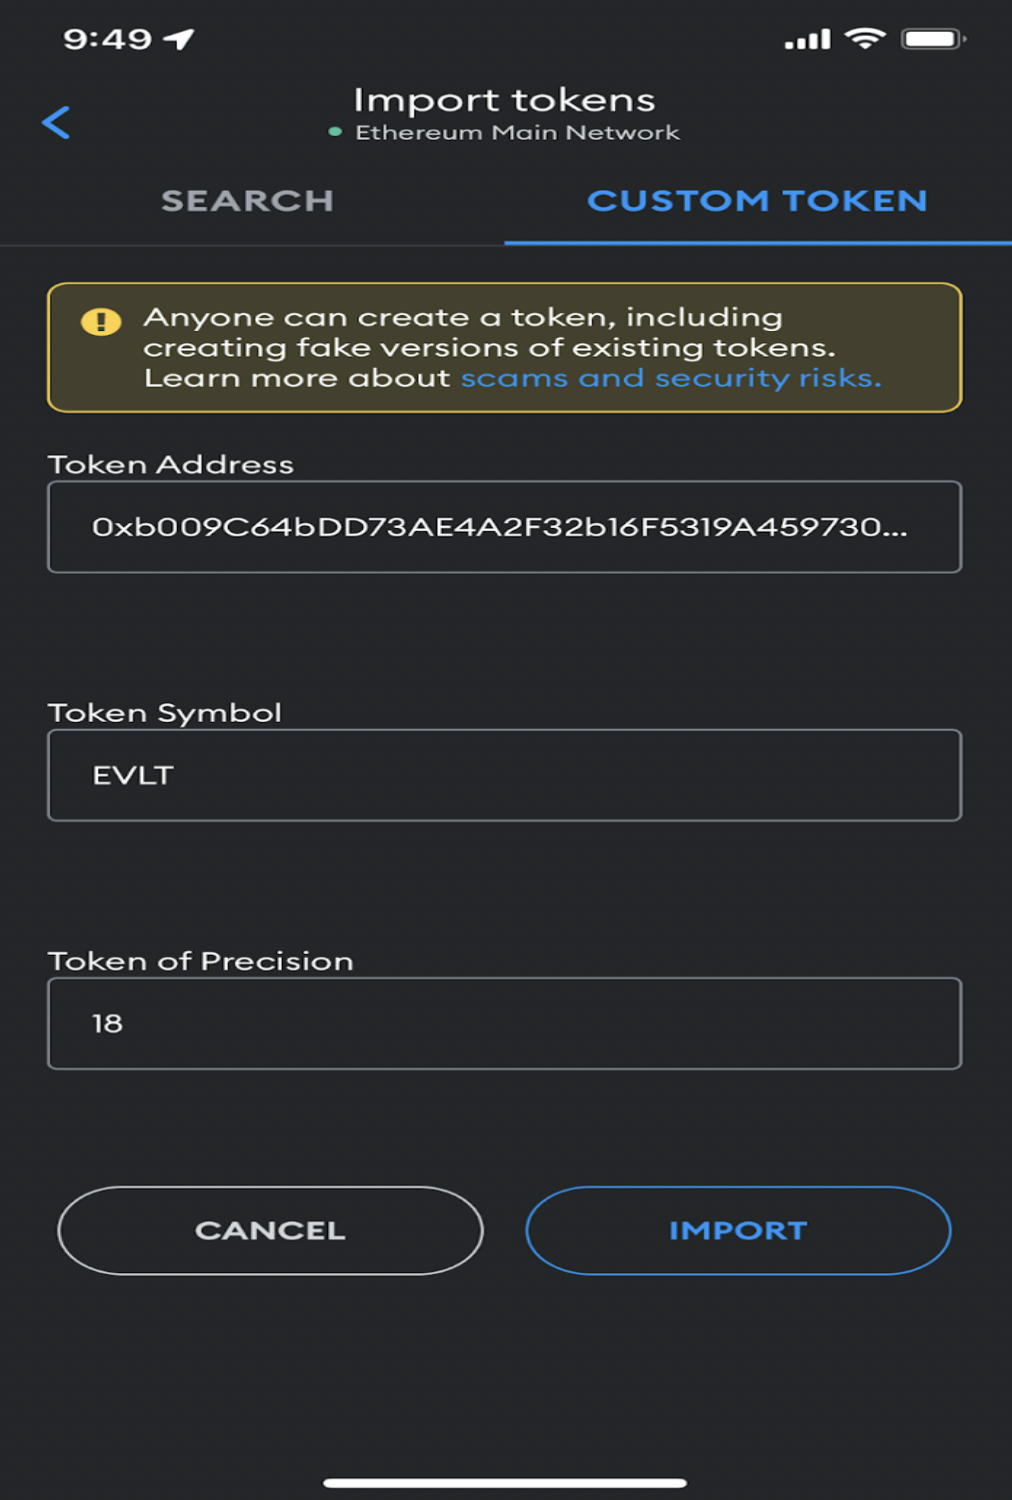 9:49
Import tokens
Ethereum Main Network
SEARCH CUSTOM TOKEN
Anyone can create a token, including
creating fake versions of existing tokens.
Learn more about scams and security risks.
Token Address
0xb009C64bDD73AE4A2F32b16F5319A459730...
Token Symbol
EVLT
Token of Precision
18
CANCEL IMPORT